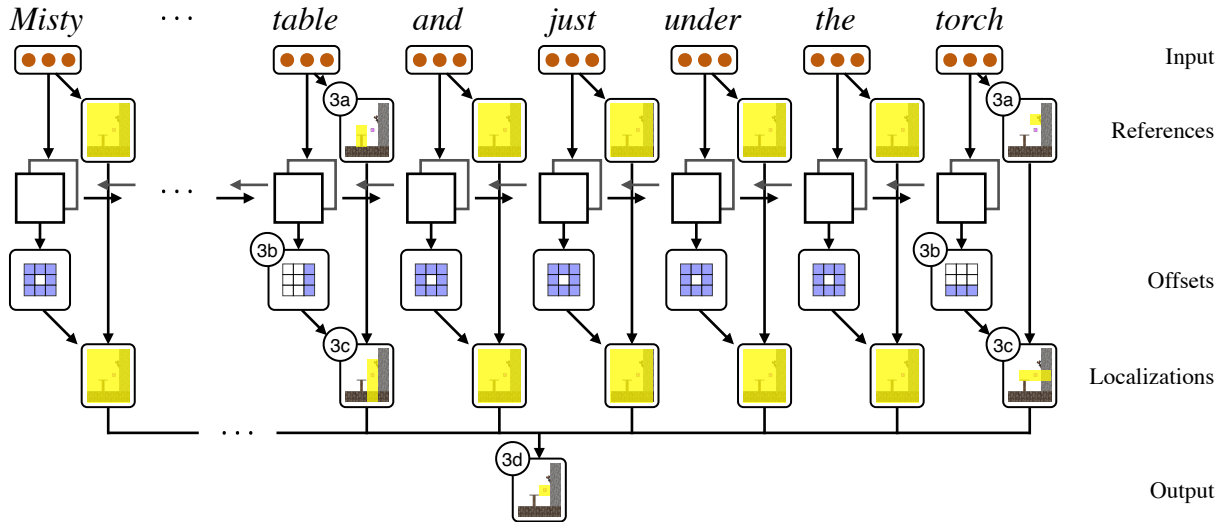 Misty · · · table and just under the torch
Input
3a 3a
References
· · ·
3b 3b
Offsets
3c 3c
Localizations
· · ·
3d
Output